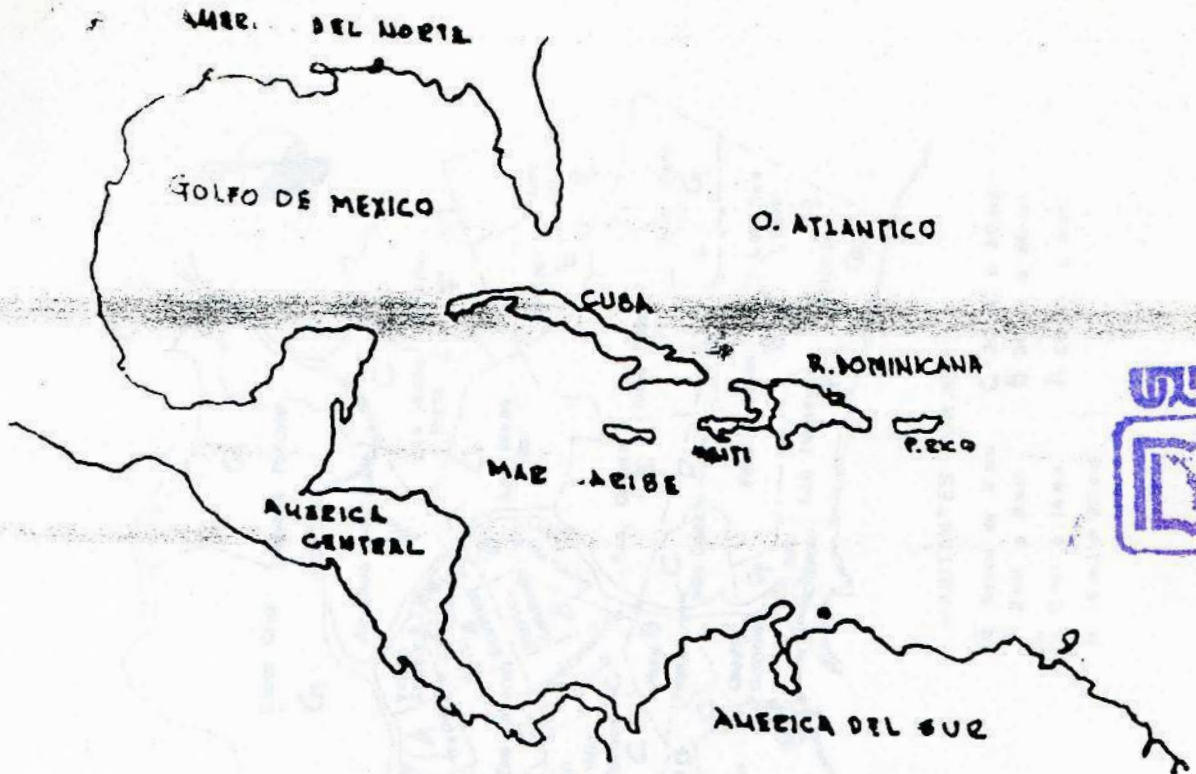 AMER. DEL NORTE
GOLFO DE MEXICO
O. ATLANTICO
CUBA
R. DOMINICANA
HAITI
P. RICO
MAR CARIBE
AMERICA
CENTRAL
AMERICA DEL SUR